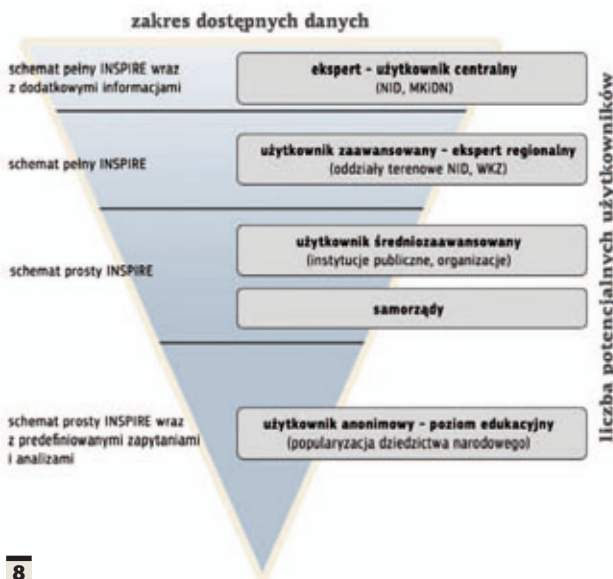 zakres dostępnych danych
schemat pełny INSPIRE wraz
z dodatkowymi informacjami
ekspert - użytkownik centralny
(NID, MKiDN)
schemat pełny INSPIRE
użytkownik zaawansowany - ekspert regionalny
(oddziały terenowe NID, WKZ)
schemat prosty INSPIRE
użytkownik średniozaawansowany
(instytucje publiczne, organizacje)
samorządy
schemat prosty INSPIRE wraz
z predefiniowanymi zapytaniami
i analizami
użytkownik anonimowy - poziom edukacyjny
(popularyzacja dziedzictwa narodowego)
liczba potencjalnych użytkowników
8